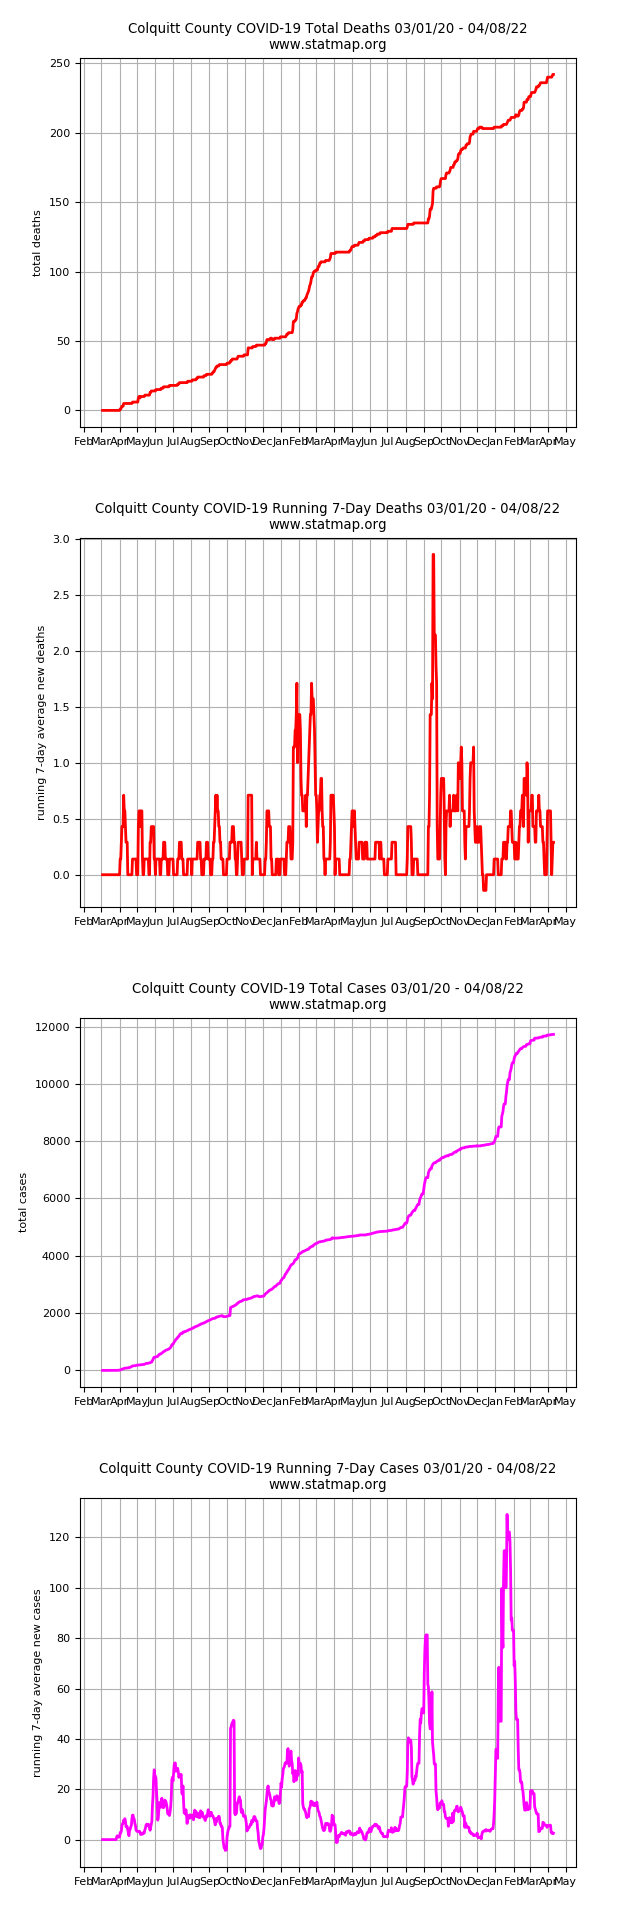 Colquitt County COVID-19 Total Deaths 03/01/20 - 04/08/22
www.statmap.org
250
200
150
100
50
0
total deaths
Feb Mar Apr May Jun Jul Aug Sep Oct Nov Dec Jan Feb Mar Apr May Jun Jul Aug Sep Oct Nov Dec Jan Feb Mar Apr May
Colquitt County COVID-19 Running 7-Day Deaths 03/01/20 - 04/08/22
www.statmap.org
3.0
2.5
2.0
1.5
1.0
0.5
0.0
running 7-day average new deaths
Feb Mar Apr May Jun Jul Aug Sep Oct Nov Dec Jan Feb Mar Apr May Jun Jul Aug Sep Oct Nov Dec Jan Feb Mar Apr May
Colquitt County COVID-19 Total Cases 03/01/20 - 04/08/22
www.statmap.org
12000
10000
8000
6000
4000
2000
0
total cases
Feb Mar Apr May Jun Jul Aug Sep Oct Nov Dec Jan Feb Mar Apr May Jun Jul Aug Sep Oct Nov Dec Jan Feb Mar Apr May
Colquitt County COVID-19 Running 7-Day Cases 03/01/20 - 04/08/22
www.statmap.org
120
100
80
60
40
20
0
running 7-day average new cases
Feb Mar Apr May Jun Jul Aug Sep Oct Nov Dec Jan Feb Mar Apr May Jun Jul Aug Sep Oct Nov Dec Jan Feb Mar Apr May